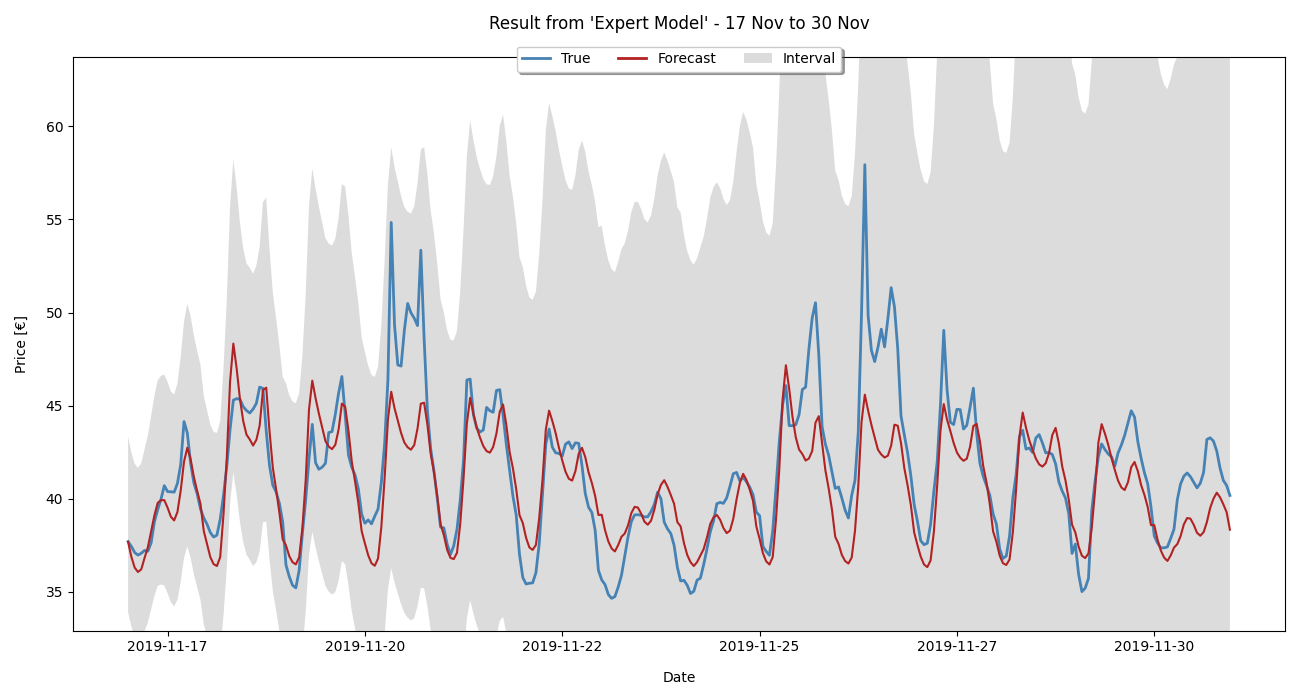 Result from 'Expert Model' - 17 Nov to 30 Nov
True Forecast Interval
Price [€]
60
55
50
45
40
35
2019-11-17 2019-11-20 2019-11-22 2019-11-25 2019-11-27 2019-11-30
Date